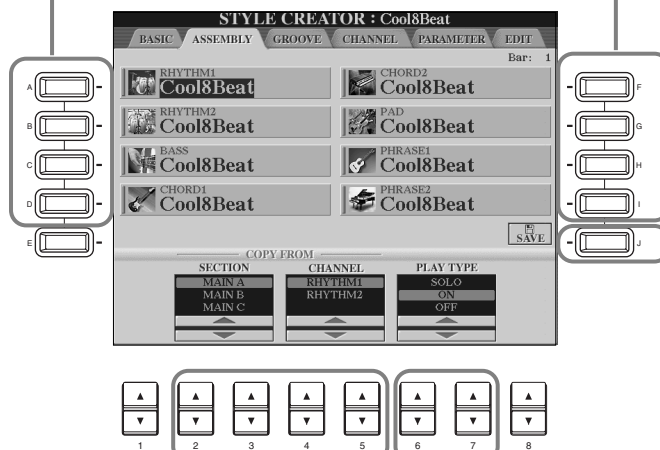 STYLE CREATOR : Cool8Beat
BASIC ASSEMBLY GROOVE CHANNEL PARAMETER EDIT
Bar: 1
RHYTHM1
Cool8Beat
CHORD2
Cool8Beat
RHYTHM2
Cool8Beat
PAD
Cool8Beat
BASS
Cool8Beat
PHRASE1
Cool8Beat
CHORD1
Cool8Beat
PHRASE2
Cool8Beat
SAVE
COPY FROM
SECTION
MAIN A
MAIN B
MAIN C
CHANNEL
RHYTHM1
RHYTHM2
PLAY TYPE
SOLO
ON
OFF
A
B
C
D
E
F
G
H
I
J
1 2 3 4 5 6 7 8